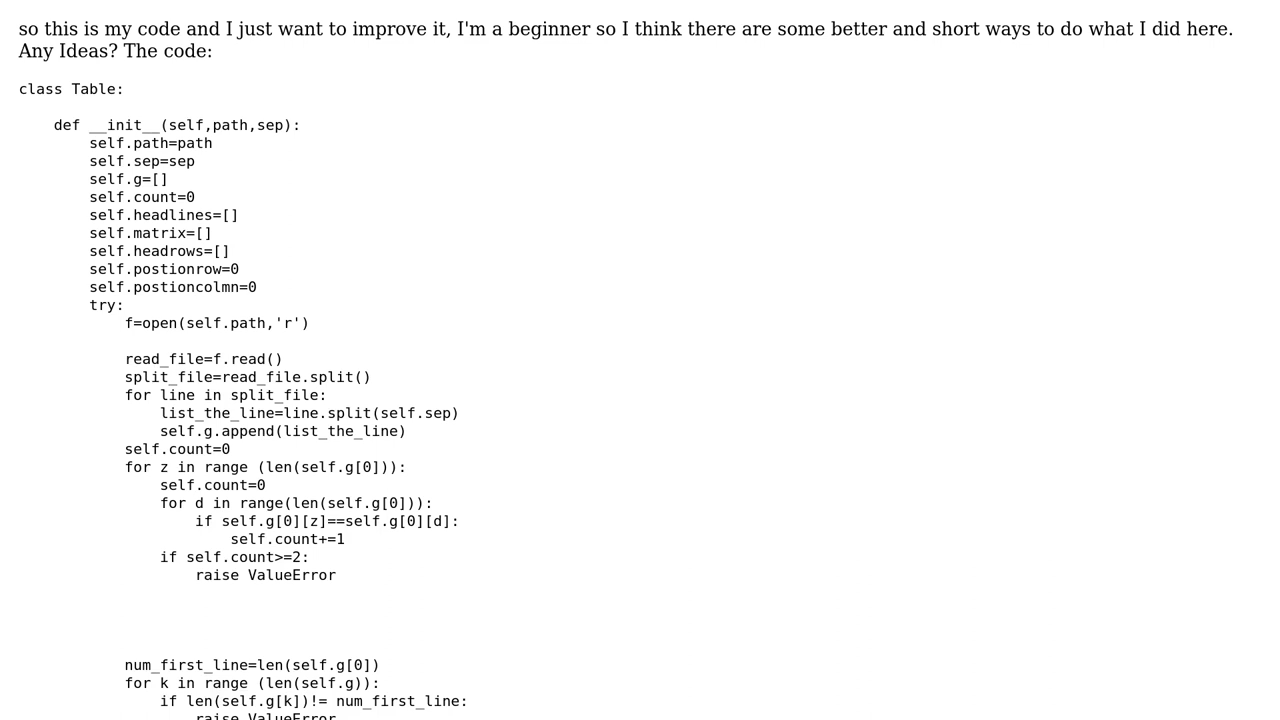 so this is my code and I just want to improve it, I'm a beginner so I think there are some better and short ways to do what I did here.
Any Ideas? The code:
class Table:
def __init__(self,path,sep):
self.path=path
self.sep=sep
self.g=[]
self.count=0
self.headlines=[]
self.matrix=[]
self.headrows=[]
self.postionrow=0
self.postioncolmn=0
try:
f=open(self.path,'r')
read_file=f.read()
split_file=read_file.split()
for line in split_file:
list_the_line=line.split(self.sep)
self.g.append(list_the_line)
self.count=0
for z in range (len(self.g[0])):
self.count=0
for d in range(len(self.g[0])):
if self.g[0][z]==self.g[0][d]:
self.count+=1
if self.count>=2:
raise ValueError
num_first_line=len(self.g[0])
for k in range (len(self.g)):
if len(self.g[k])!= num_first_line:
raise ValueError